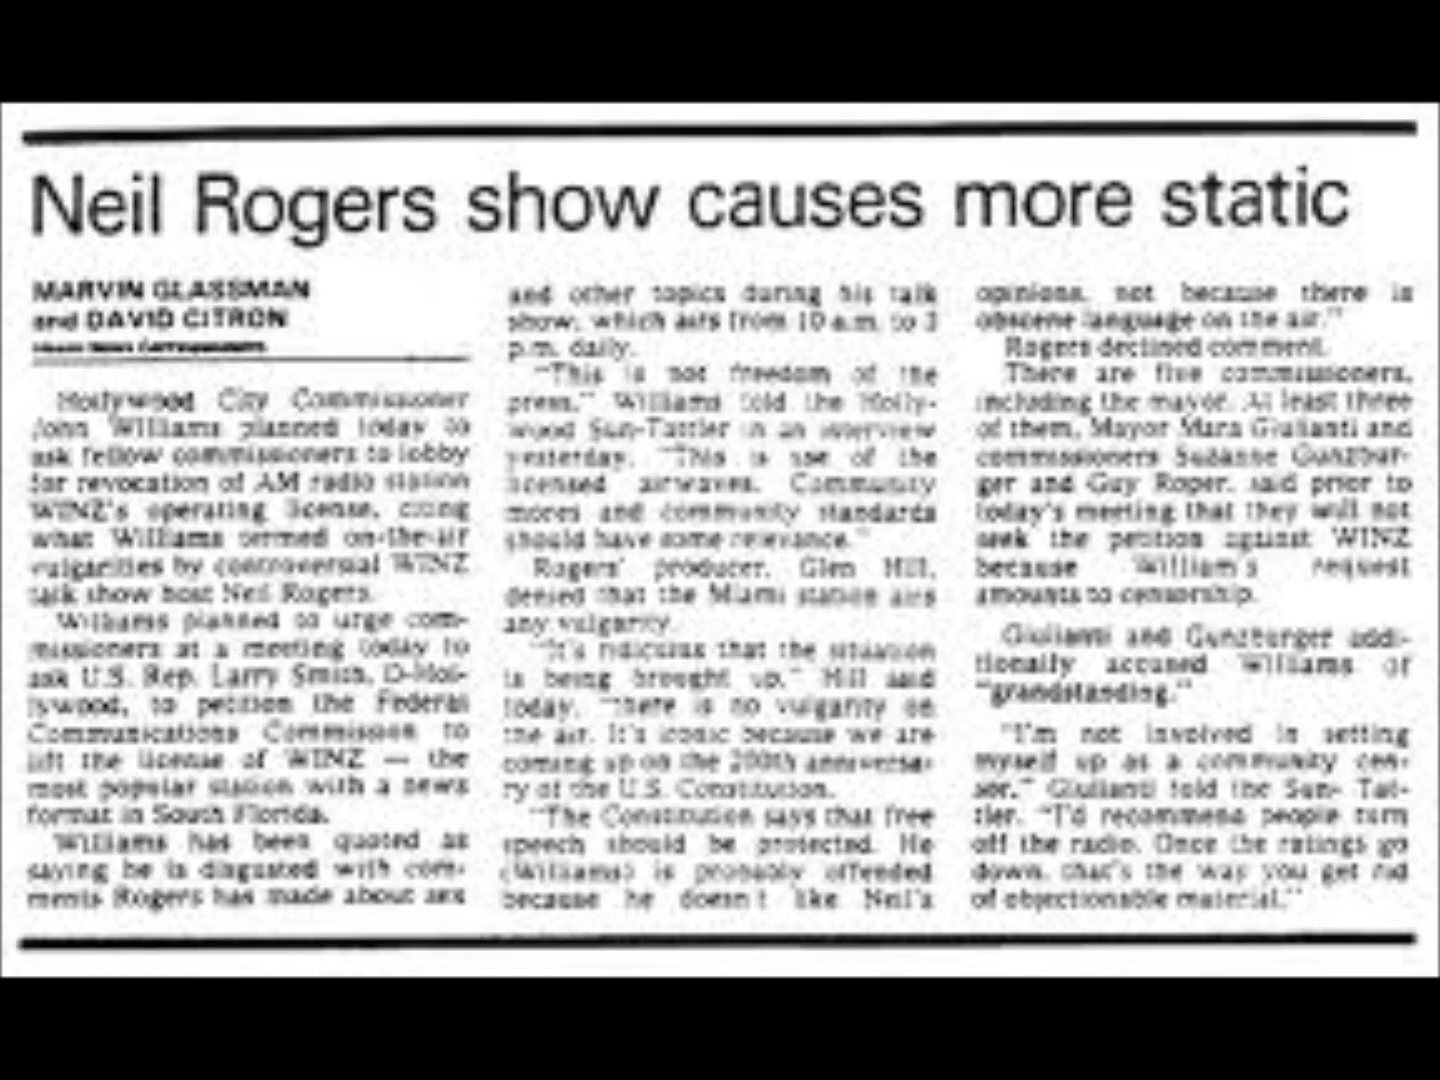 Neil Rogers show causes more static
MARVIN GLASSMAN
and DAVID CITRON
Hollywood City Commissioner
John Williams planned today to
ask fellow commissioners to lobby
for revocation of AM radio station
WINZ's operating license, citing
what Williams termed on-the-air
vulgarities by controversial WINZ
talk show host Neil Rogers.
Williams planned to urge com-
missioners at a meeting today to
ask U.S. Rep. Larry Smith, D-Hol-
lywood, to petition the Federal
Communications Commission to
lift the license of WINZ — the
most popular station with a news
format in South Florida.
Williams has been quoted as
saying he is disgusted with com-
ments Rogers has made about sex
and other topics during his talk
show, which airs from 10 a.m. to 2
p.m. daily.
"This is not freedom of the
press," Williams told the Holly-
wood Sun-Tattler in an interview
yesterday. "This is use of the
licensed airwaves. Community
mores and community standards
should have some relevance."
Rogers' producer, Glen Hill,
denied that the Miami station airs
any vulgarity.
"It's ridiculus that the situation
is being brought up," Hill said
today. "There is no vulgarity on
the air. It's ironic because we are
coming up on the 200th anniversa-
ry of the U.S. Constitution.
"The Constitution says that free
speech should be protected. He
(Williams) is probably offended
because he doesn't like Neil's
opinions, not because there is
obscene language on the air."
Rogers declined comment.
There are five commissioners,
including the mayor. At least three
of them, Mayor Mara Giulianti and
commissioners Suzanne Gunzbur-
ger and Guy Roper, said prior to
today's meeting that they will not
seek the petition against WINZ
because William's request
amounts to censorship.
Giulianti and Gunzburger addi-
tionally accused Williams of
"grandstanding."
"I'm not involved in setting
myself up as a community cen-
sor," Giulianti told the Sun- Tat-
tler. "I'd recommend people turn
off the radio. Once the ratings go
down, that's the way you get rid
of objectionable material."